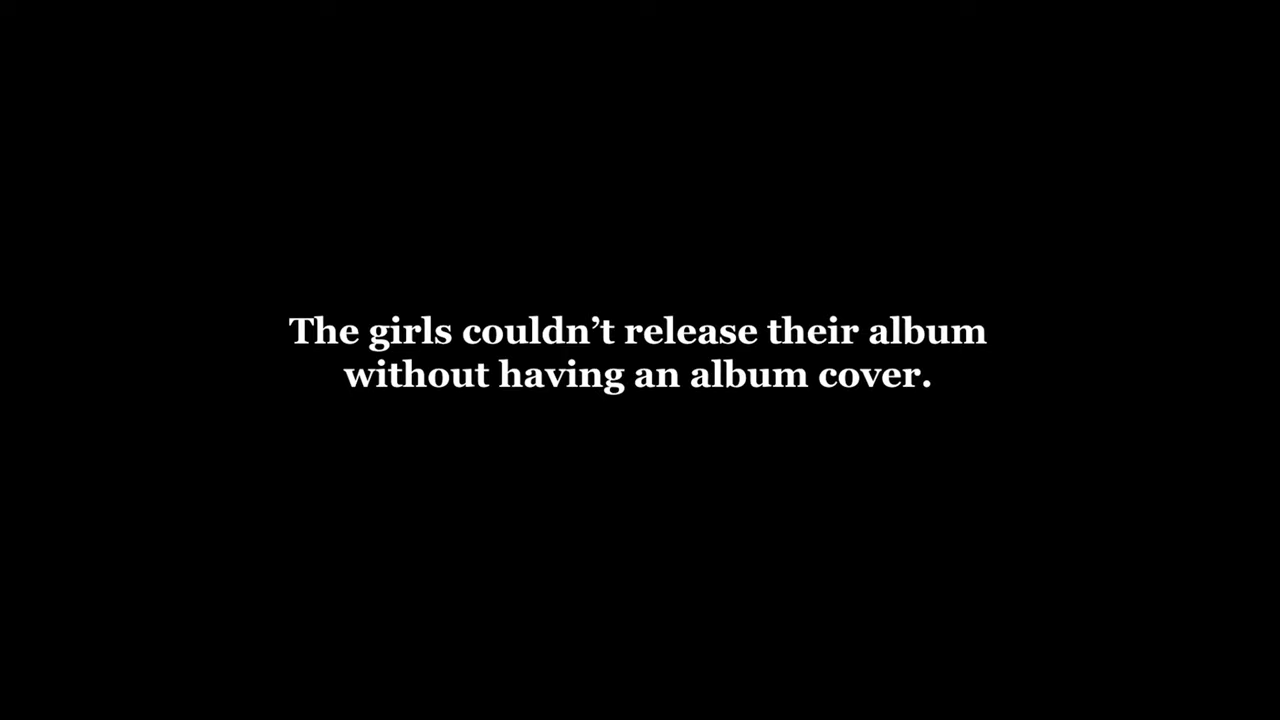 The girls couldn’t release their album
without having an album cover.